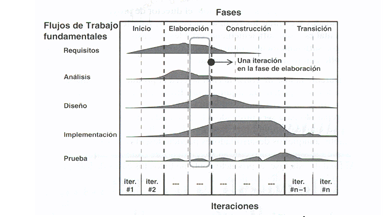 Fases
Flujos de Trabajo
fundamentales
Inicio
Elaboración
Construcción
Transición
Requisitos
Una iteración
en la fase de elaboración
Análisis
Diseño
Implementación
Prueba
iter.
#1
iter.
#2
...
...
...
...
...
iter.
#n–1
iter.
#n
Iteraciones